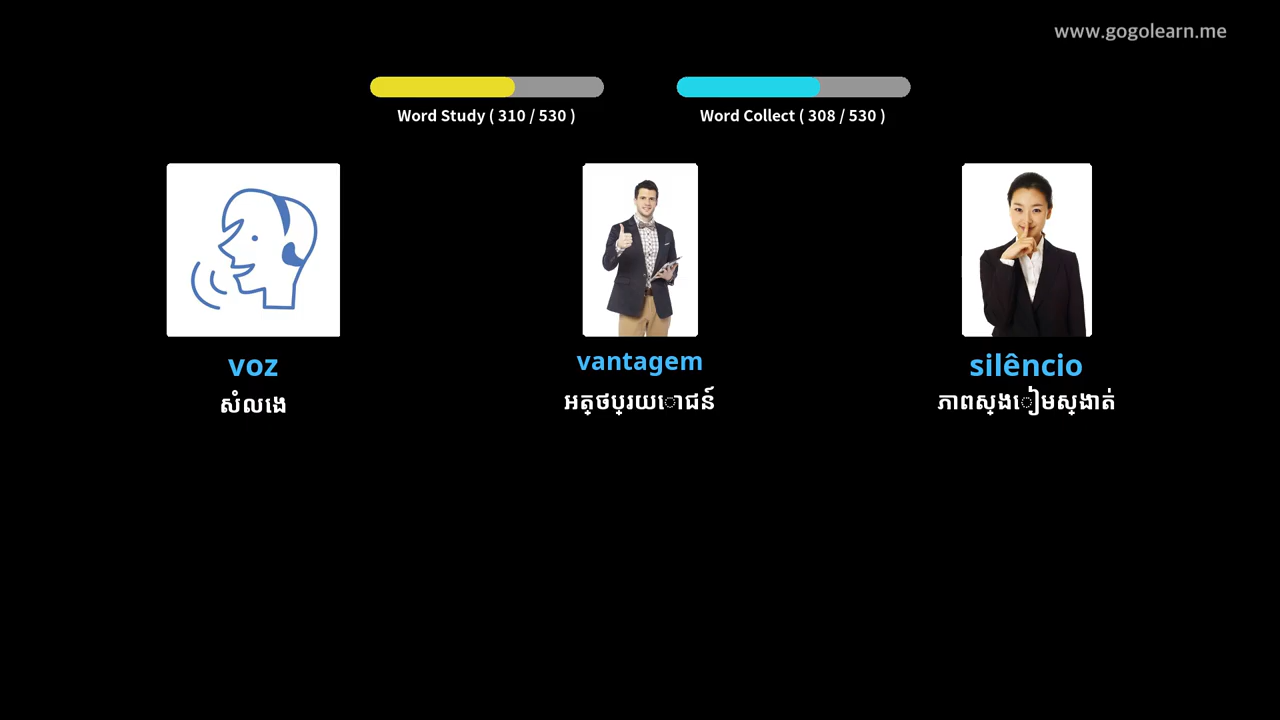 www.gogolearn.me
Word Study ( 310 / 530 )
Word Collect ( 308 / 530 )
voz
vantagem
silêncio
សំលេង
អត្ថប្រយោជន៍
ភាពស្ងៀមស្ងាត់